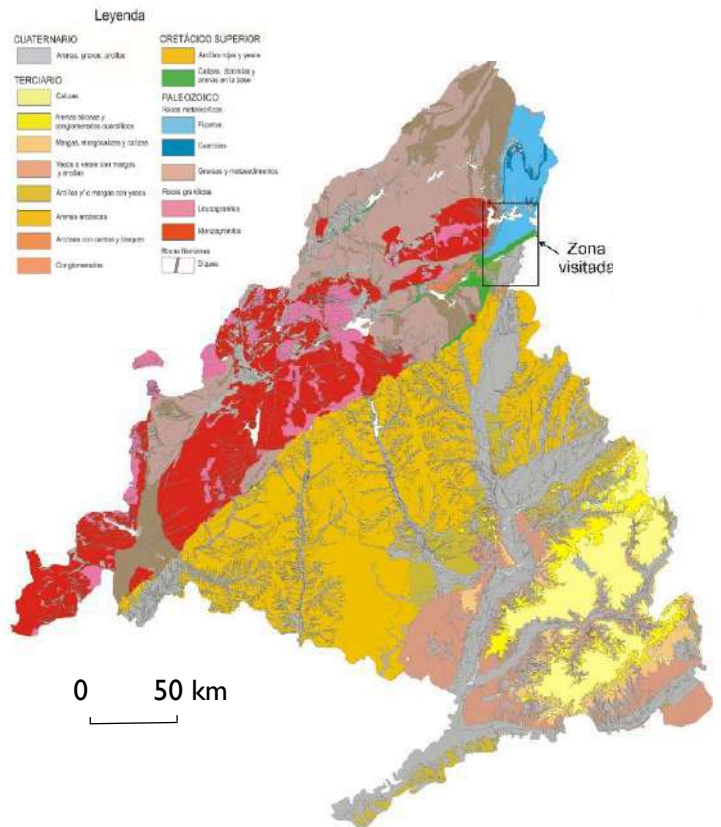 Leyenda
CUATERNARIO
Arenas, gravas, arcillas
TERCIARIO
Calizas
Arenas silíceas y
conglomerados cuarcíticos
Margas, margocalizas y calizas
Yesos a veces con margas
y arcillas
Arcillas y/o margas con yesos
Arenas arcósicas
Arcosas con cantos y bloques
Conglomerados
CRETÁCICO SUPERIOR
Arcillas rojas y yesos
Calizas, dolomías y
arenas en la base
PALEOZOICO
Rocas metamórficas
Pizarras
Cuarcitas
Gneises y metasedimentos
Rocas graníticas
Leucogranitos
Monzogranitos
Rocas filonianas
Diques
Zona
visitada
0 50 km